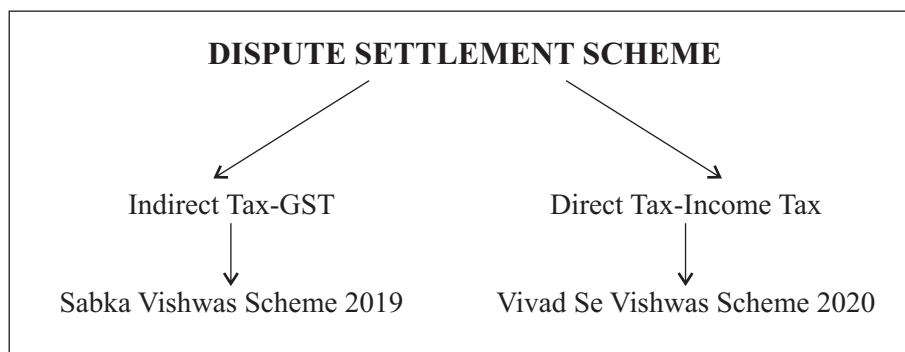 DISPUTE SETTLEMENT SCHEME
Indirect Tax-GST
Direct Tax-Income Tax
Sabka Vishwas Scheme 2019
Vivad Se Vishwas Scheme 2020